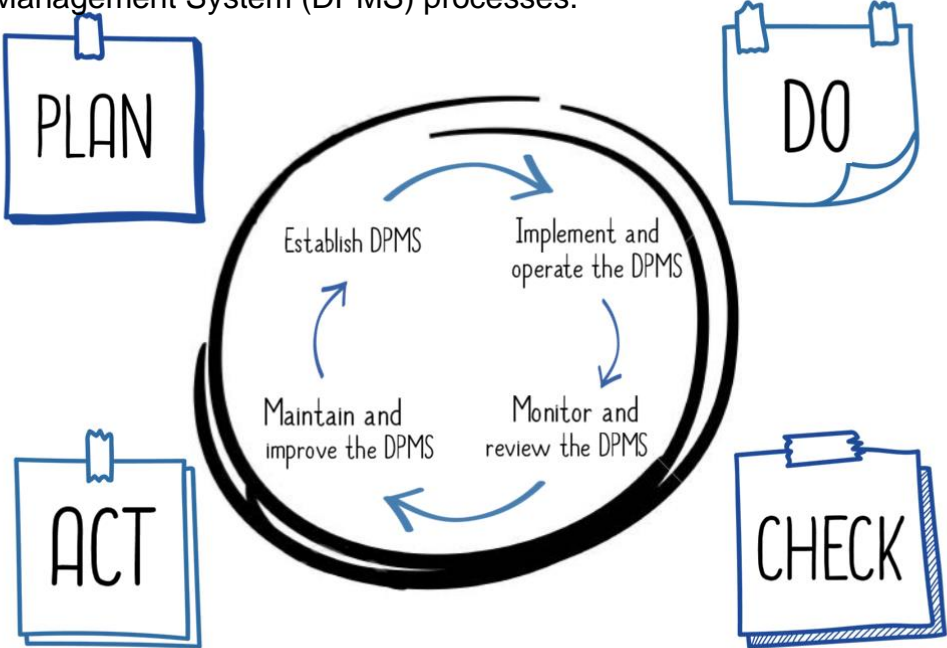 Management System (DPMS) processes.
PLAN
DO
Establish DPMS
Implement and
operate the DPMS
Maintain and
improve the DPMS
Monitor and
review the DPMS
ACT
CHECK